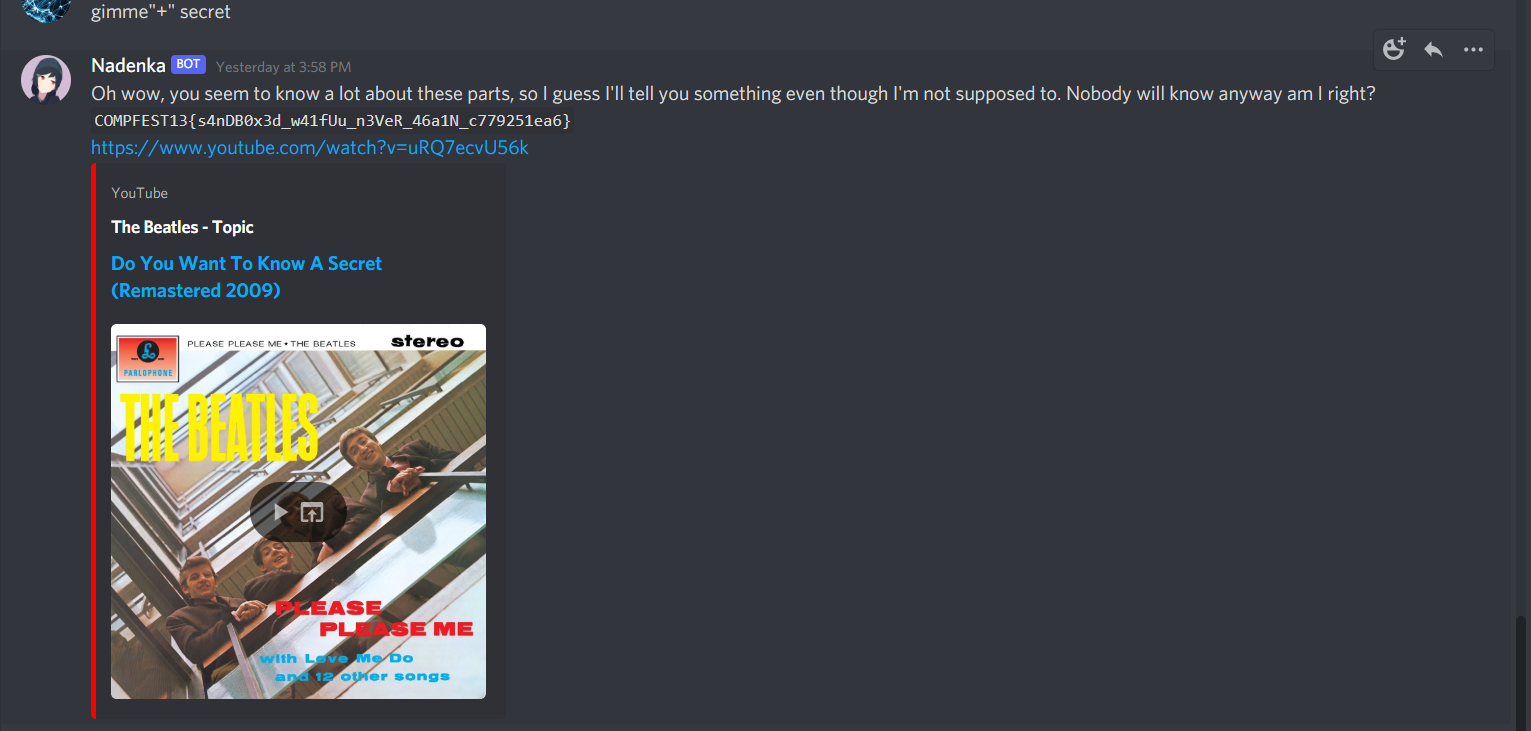 gimme"+" secret
Nadenka BOT Yesterday at 3:58 PM
Oh wow, you seem to know a lot about these parts, so I guess I'll tell you something even though I'm not supposed to. Nobody will know anyway am I right?
COMPFEST13{s4nDB0x3d_w41fUu_n3VeR_46a1N_c779251ea6}
https://www.youtube.com/watch?v=uRQ7ecvU56k
YouTube
The Beatles - Topic
Do You Want To Know A Secret
(Remastered 2009)
PLEASE PLEASE ME • THE BEATLES
stereo
PARLOPHONE
THE BEATLES
PLEASE
PLEASE ME
with Love Me Do
and 12 other songs